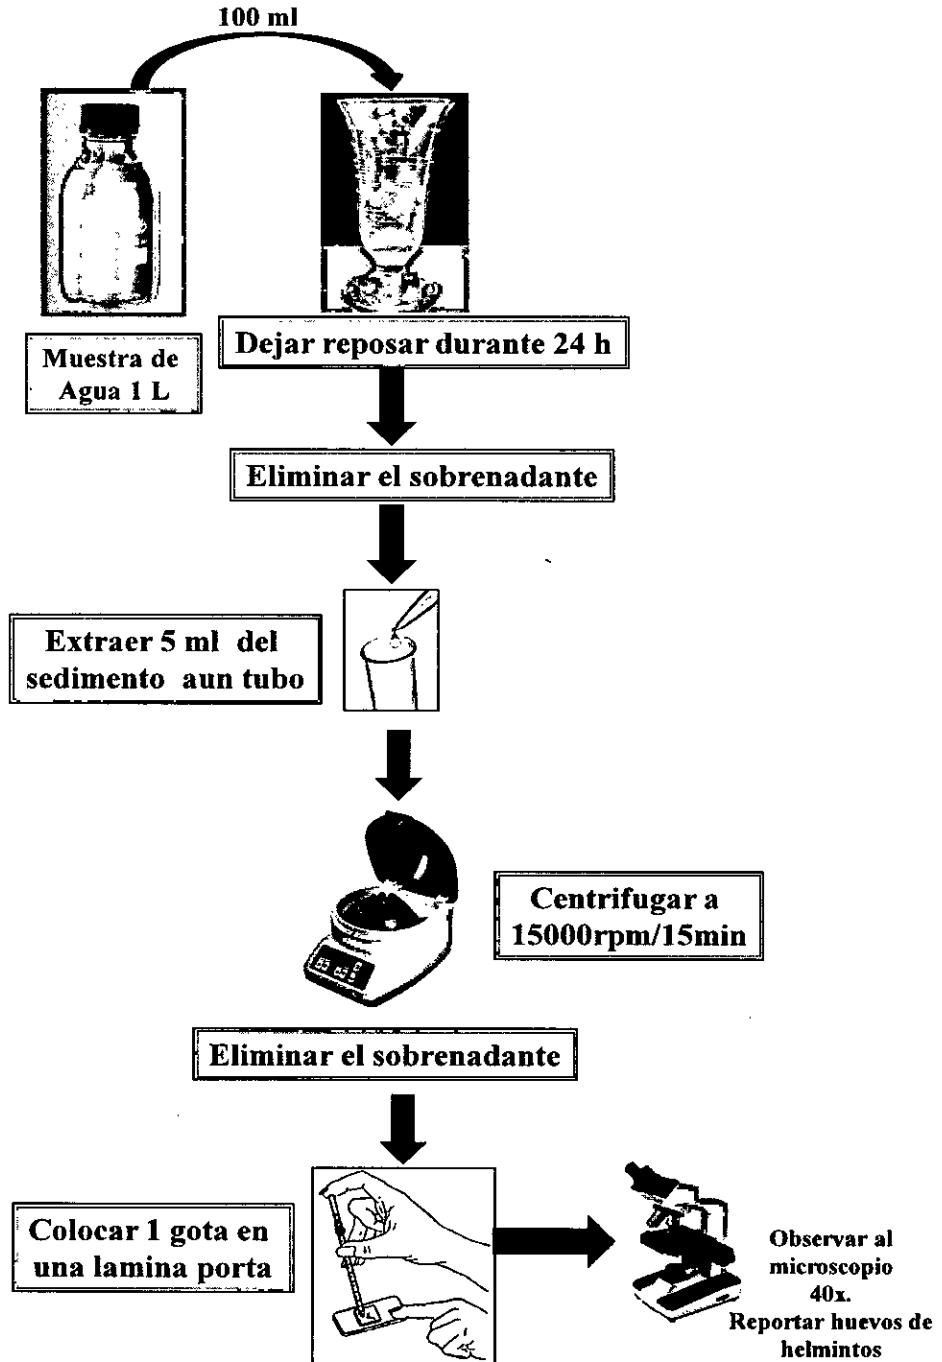 100 ml
Muestra de
Agua 1 L
Dejar reposar durante 24 h
Eliminar el sobrenadante
Extraer 5 ml del
sedimento aun tubo
Centrifugar a
15000rpm/15min
Eliminar el sobrenadante
Colocar 1 gota en
una lamina porta
Observar al
microscopio
40x.
Reportar huevos de
helmintos